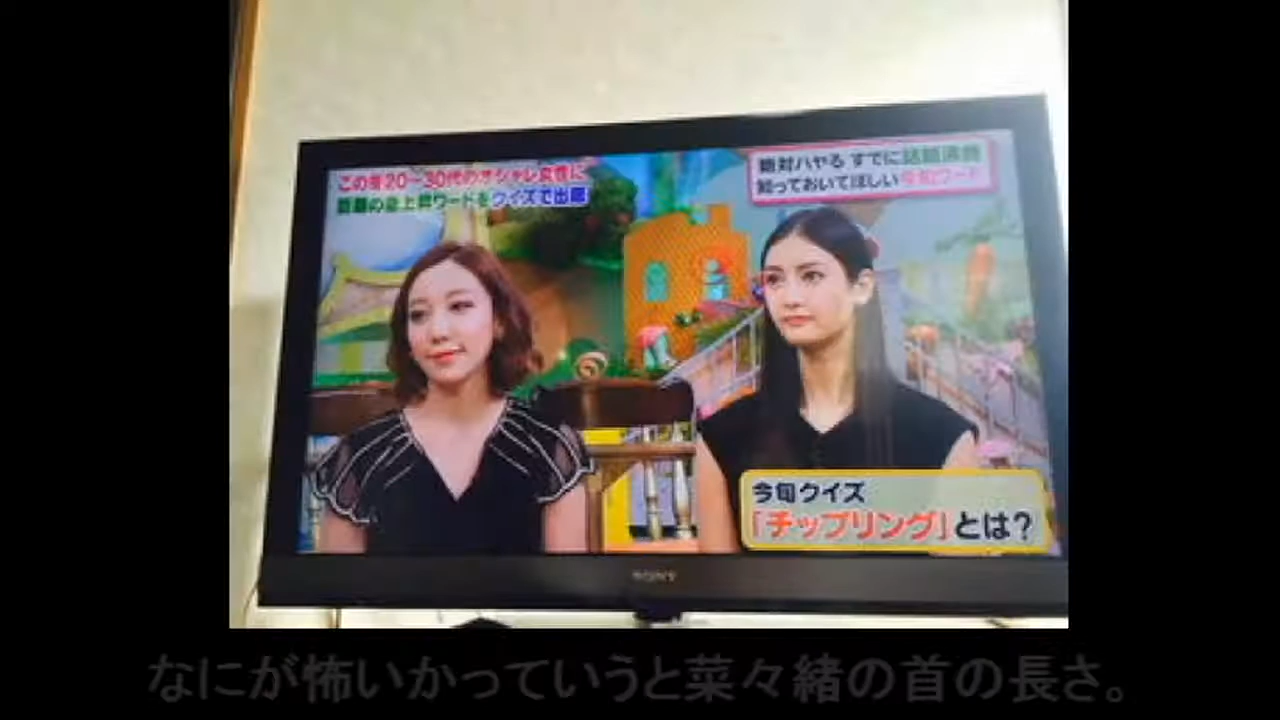 この冬20〜30代のオシャレ女性に
話題の急上昇ワードをクイズで出題
絶対ハヤる すでに話題沸騰
知っておいてほしい今旬ワード
今旬クイズ
「チップリング」とは?
SONY
なにが怖いかっていうと菜々緒の首の長さ。